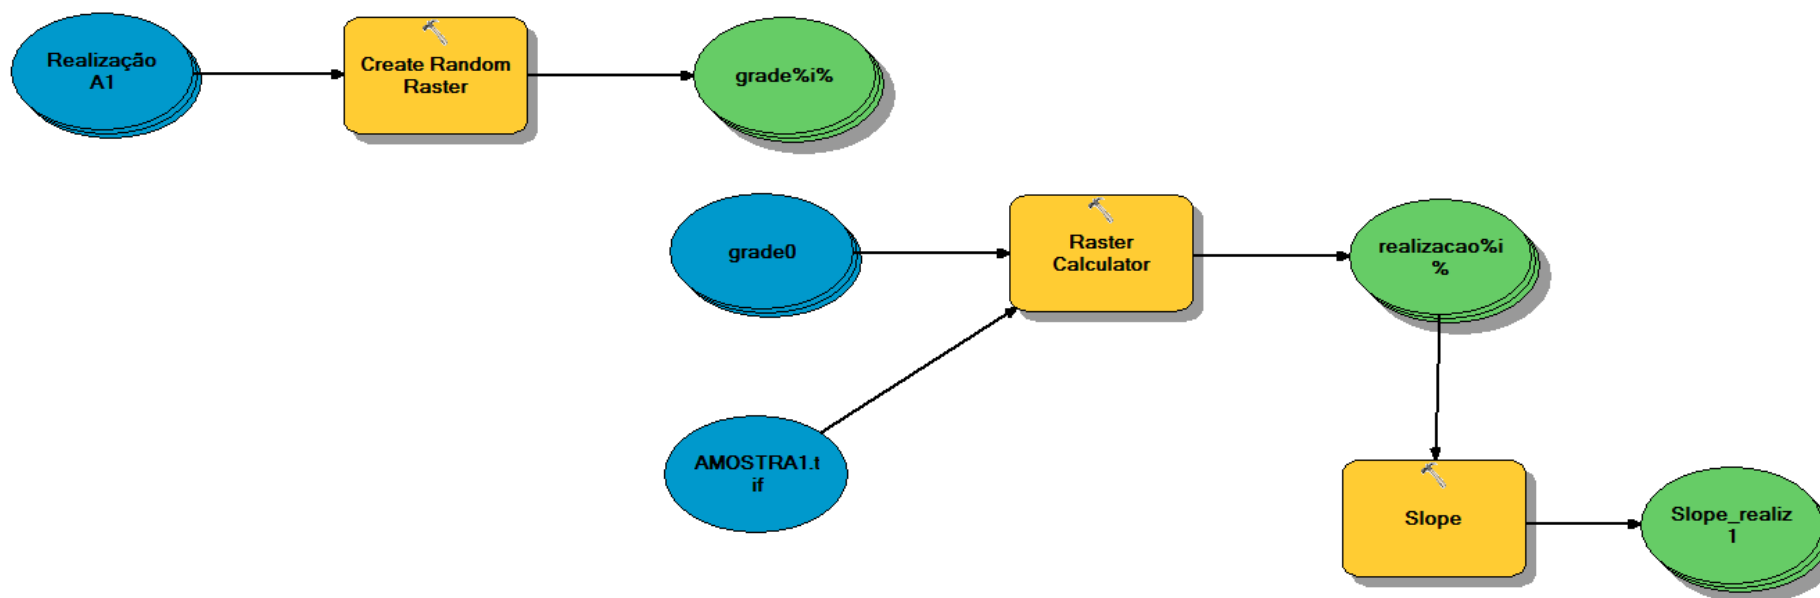 Realização
A1
Create Random
Raster
grade%i%
grade0
Raster
Calculator
realizacao%i
%
AMOSTRA1.t
if
Slope
Slope_realiz
1